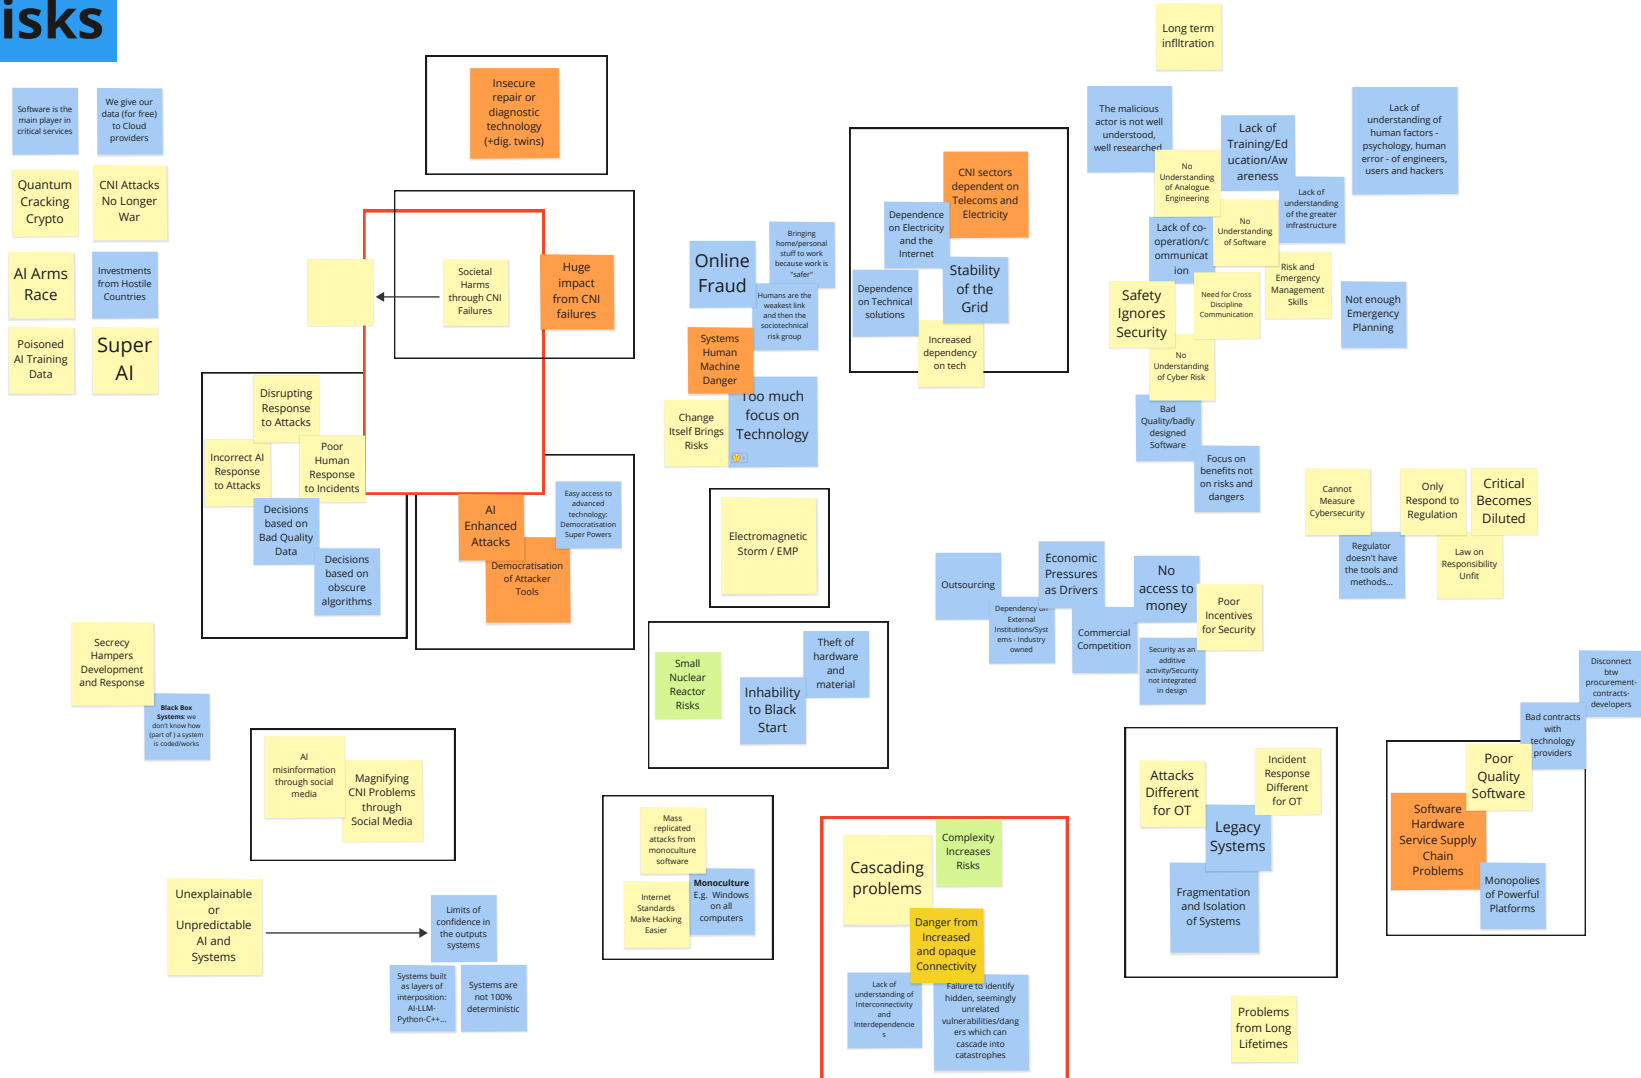 isks
Software is the
main player in
critical services
We give our
data (for free)
to Cloud
providers
Quantum
Cracking
Crypto
CNI Attacks
No Longer
War
AI Arms
Race
Investments
from Hostile
Countries
Poisoned
AI Training
Data
Super
AI
Insecure
repair or
diagnostic
technology
(+dig. twins)
Societal
Harms
through CNI
Failures
Huge
impact
from CNI
failures
Disrupting
Response
to Attacks
Incorrect AI
Response
to Attacks
Poor
Human
Response
to Incidents
Decisions
based on
Bad Quality
Data
Decisions
based on
obscure
algorithms
AI
Enhanced
Attacks
Easy access to
advanced
technology:
Democratisation
Super Powers
Democratisation
of Attacker
Tools
Secrecy
Hampers
Development
and Response
Black Box
Systems: we
don't know how
(part of ) a system
is coded/works
AI
misinformation
through social
media
Magnifying
CNI Problems
through
Social Media
Unexplainable
or
Unpredictable
AI and
Systems
Limits of
confidence in
the outputs
systems
Systems built
as layers of
interposition:
AI-LLM-
Python-C++...
Systems are
not 100%
deterministic
Online
Fraud
Bringing
home/personal
stuff to work
because work is
"safer"
Humans are the
weakest link
and then the
sociotechnical
risk group
Systems
Human
Machine
Danger
Change
Itself Brings
Risks
Too much
focus on
Technology
Electromagnetic
Storm / EMP
Small
Nuclear
Reactor
Risks
Theft of
hardware
and
material
Inhability
to Black
Start
Mass
replicated
attacks from
monoculture
software
Monoculture
E.g. Windows
on all
computers
Internet
Standards
Make Hacking
Easier
CNI sectors
dependent on
Telecoms and
Electricity
Dependence
on Electricity
and the
Internet
Stability
of the
Grid
Dependence
on Technical
solutions
Increased
dependency
on tech
Cascading
problems
Complexity
Increases
Risks
Danger from
Increased
and opaque
Connectivity
Lack of
understanding of
Interconnectivity
and
Interdependencie
s
Failure to identify
hidden, seemingly
unrelated
vulnerabilities/dang
ers which can
cascade into
catastrophes
Long term
inflltration
The malicious
actor is not well
understood,
well researched
Lack of
Training/Ed
ucation/Aw
areness
Lack of
understanding of
human factors -
psychology, human
error - of engineers,
users and hackers
No
Understanding
of Analogue
Engineering
Lack of
understanding
of the greater
infrastructure
Lack of co-
operation/c
ommunicat
ion
No
Understanding
of Software
Risk and
Emergency
Management
Skills
Safety
Ignores
Security
Need for Cross
Discipline
Communication
Not enough
Emergency
Planning
No
Understanding
of Cyber Risk
Bad
Quality/badly
designed
Software
Focus on
benefits not
on risks and
dangers
Cannot
Measure
Cybersecurity
Only
Respond to
Regulation
Critical
Becomes
Diluted
Regulator
doesn't have
the tools and
methods...
Law on
Responsibility
Unfit
Outsourcing
Economic
Pressures
as Drivers
No
access to
money
Dependency on
External
Institutions/Syst
ems - industry
owned
Commercial
Competition
Poor
Incentives
for Security
Security as an
additive
activity/Security
not integrated
in design
Attacks
Different
for OT
Incident
Response
Different
for OT
Legacy
Systems
Fragmentation
and Isolation
of Systems
Problems
from Long
Lifetimes
Disconnect
btw
procurement-
contracts-
developers
Bad contracts
with
technology
providers
Poor
Quality
Software
Software
Hardware
Service Supply
Chain
Problems
Monopolies
of Powerful
Platforms